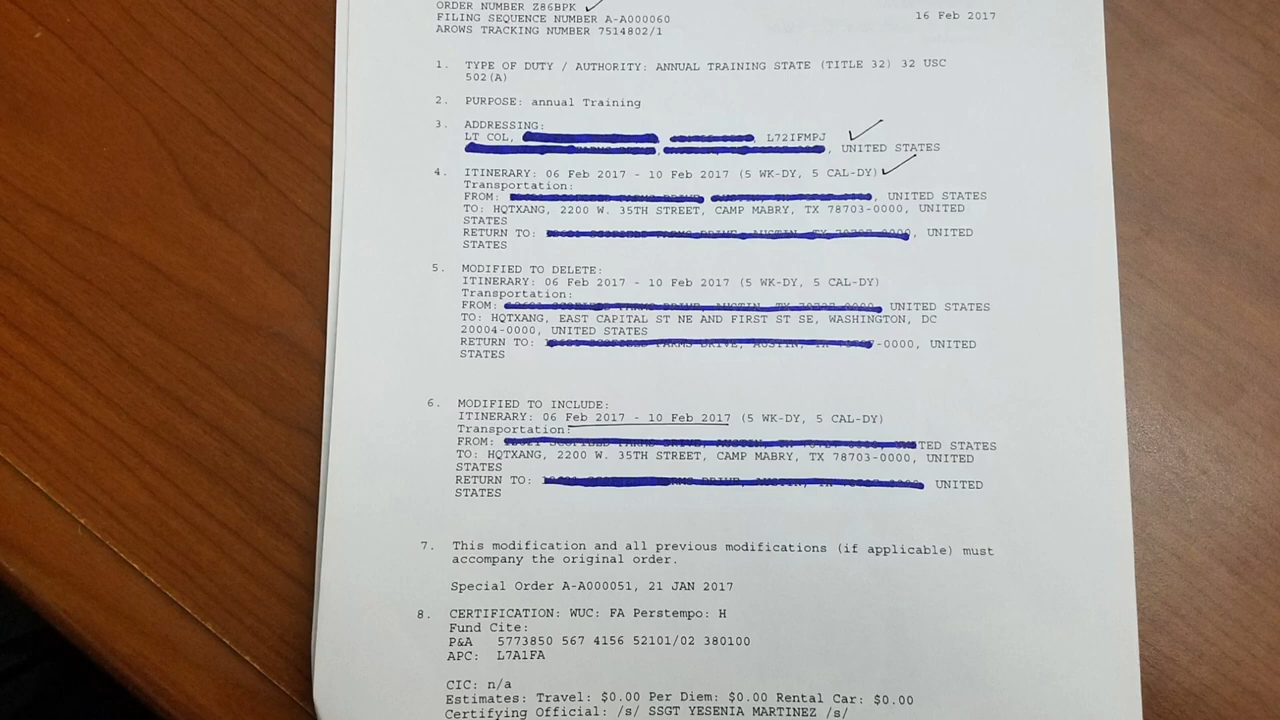 ORDER NUMBER Z86BPK
FILING SEQUENCE NUMBER A-A000060
16 Feb 2017
AROWS TRACKING NUMBER 7514802/1
1. TYPE OF DUTY / AUTHORITY: ANNUAL TRAINING STATE (TITLE 32) 32 USC
502(A)
2. PURPOSE: annual Training
3. ADDRESSING:
LT COL, L72IFMPJ
, UNITED STATES
4. ITINERARY: 06 Feb 2017 - 10 Feb 2017 (5 WK-DY, 5 CAL-DY)
Transportation:
FROM: , UNITED STATES
TO: HQTXANG, 2200 W. 35TH STREET, CAMP MABRY, TX 78703-0000, UNITED
STATES
RETURN TO: , UNITED
STATES
5. MODIFIED TO DELETE:
ITINERARY: 06 Feb 2017 - 10 Feb 2017 (5 WK-DY, 5 CAL-DY)
Transportation:
FROM: UNITED STATES
TO: HQTXANG, EAST CAPITAL ST NE AND FIRST ST SE, WASHINGTON, DC
20004-0000, UNITED STATES
RETURN TO: -0000, UNITED
STATES
6. MODIFIED TO INCLUDE:
ITINERARY: 06 Feb 2017 - 10 Feb 2017 (5 WK-DY, 5 CAL-DY)
Transportation:
FROM: STATES
TO: HQTXANG, 2200 W. 35TH STREET, CAMP MABRY, TX 78703-0000, UNITED
STATES
RETURN TO: UNITED
STATES
7. This modification and all previous modifications (if applicable) must
accompany the original order.
Special Order A-A000051, 21 JAN 2017
8. CERTIFICATION: WUC: FA Perstempo: H
Fund Cite:
P&A 5773850 567 4156 52101/02 380100
APC: L7A1FA
CIC: n/a
Estimates: Travel: $0.00 Per Diem: $0.00 Rental Car: $0.00
Certifying Official: /s/ SSGT YESENIA MARTINEZ /s/